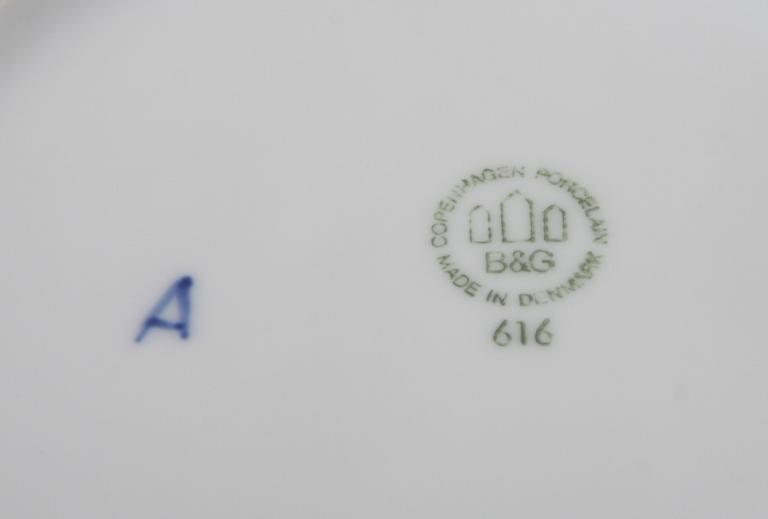 A
COPENHAGEN PORCELAIN
B&G
MADE IN DENMARK
616